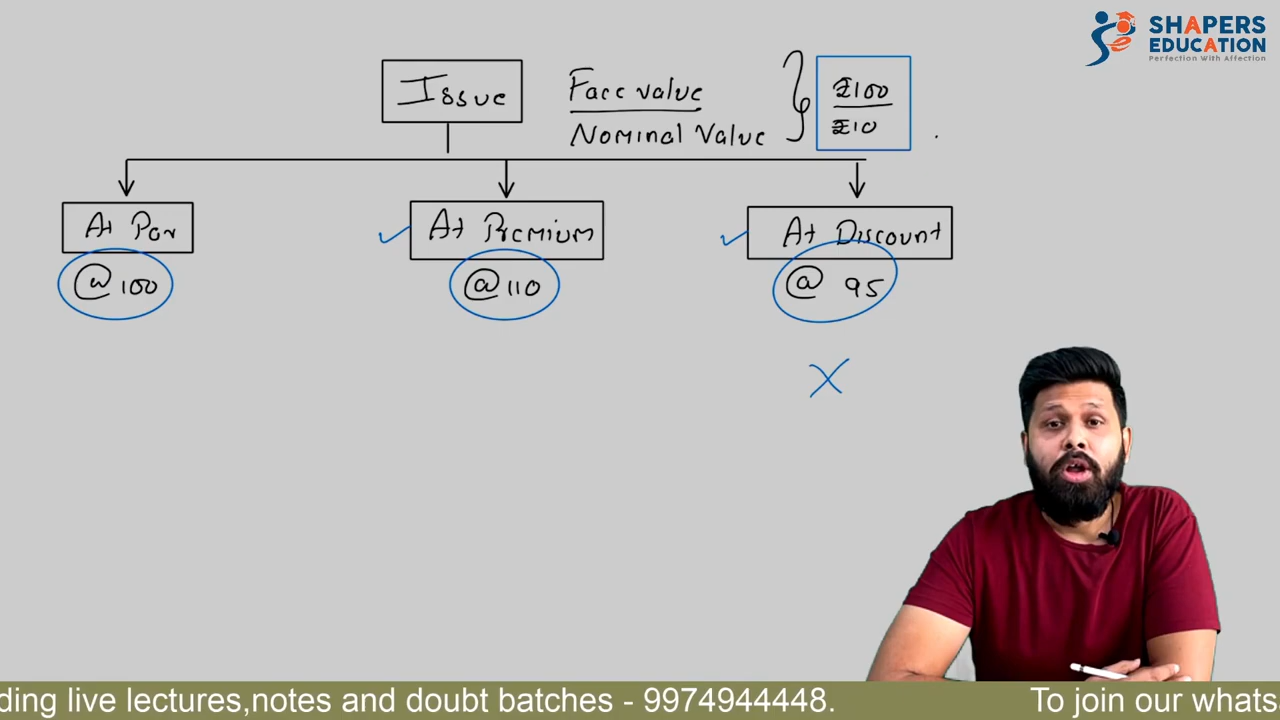 SHAPERS
EDUCATION
Perfection With Affection
Issue
Face value
Nominal Value
₹100
₹10
At Par
At Premium
At Discount
@ 100
@ 110
@ 95
ding live lectures,notes and doubt batches - 9974944448.
To join our whats